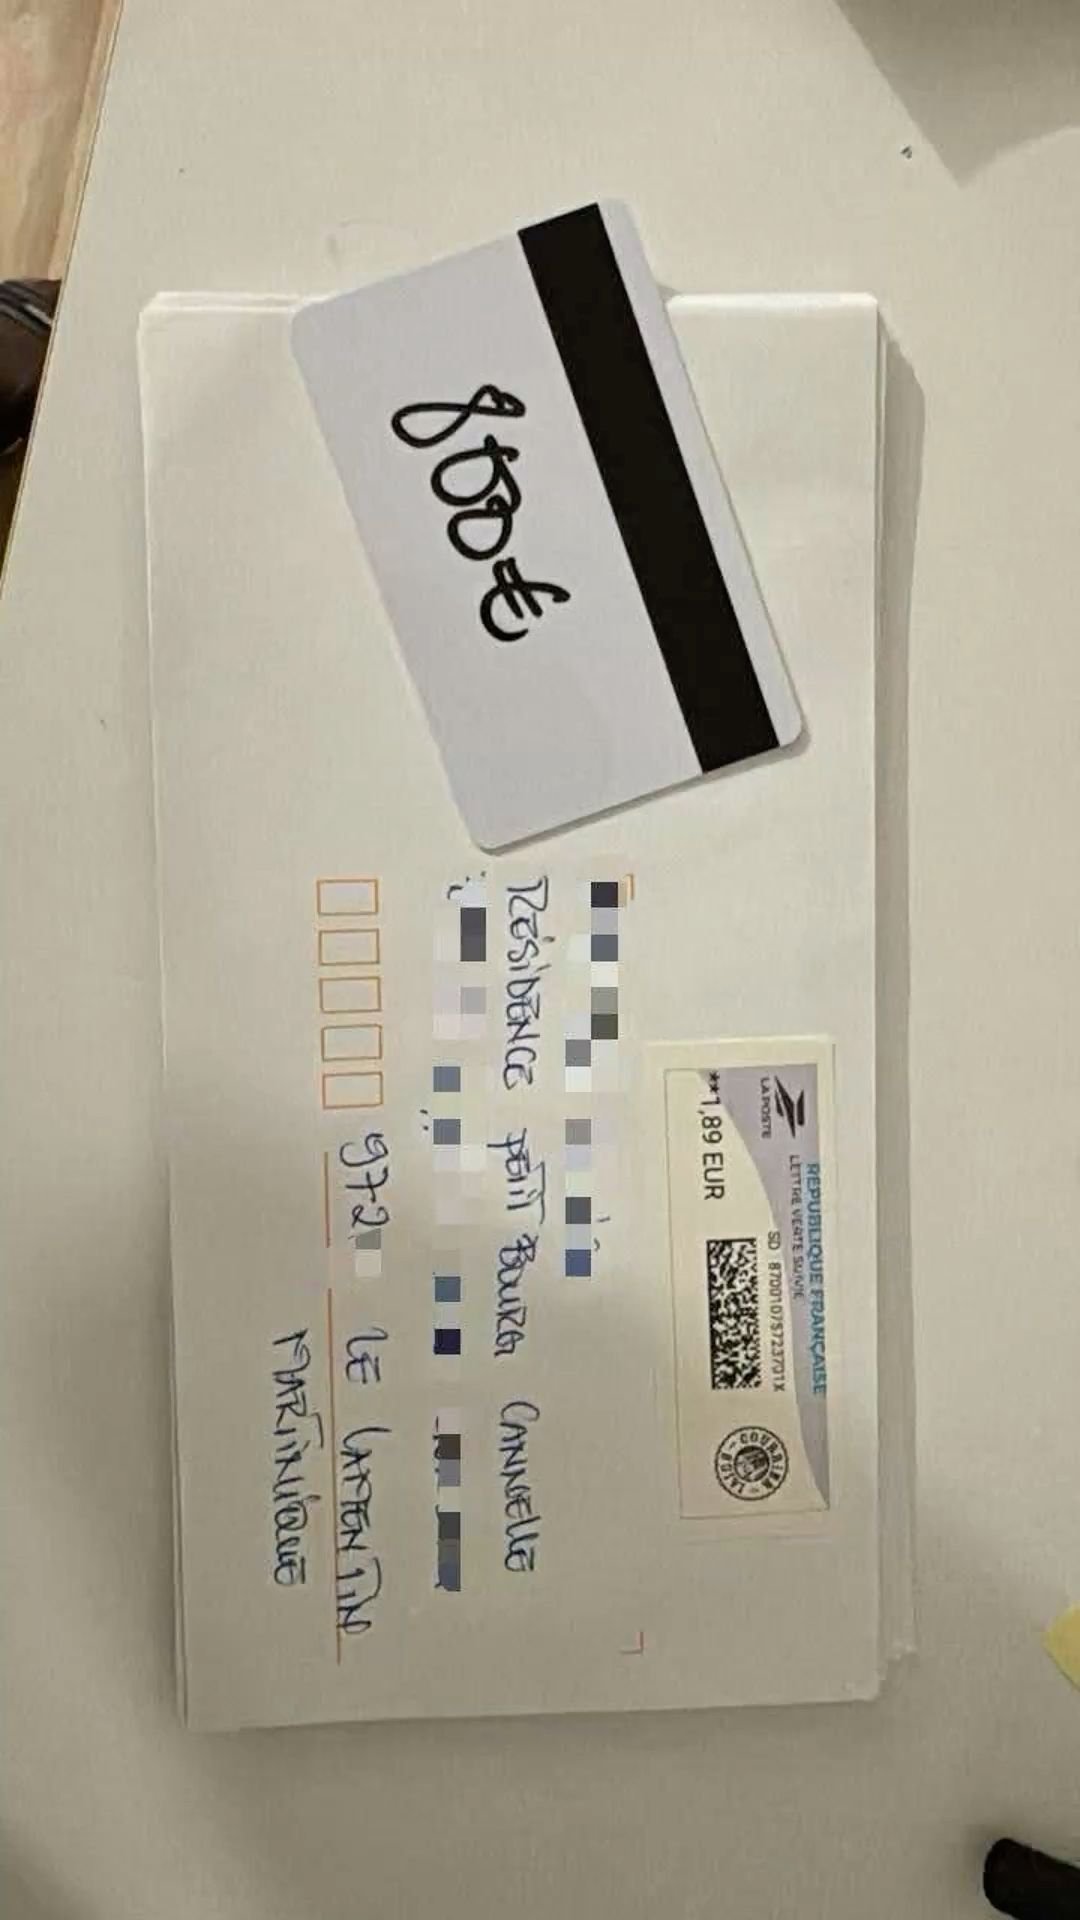 800€
RÉPUBLIQUE FRANÇAISE
LETTRE VERTE SUIVIE
LA POSTE
SD : 87001075723701X
**1,89 EUR
RÉSIDENCE PETIT BOURG CANNELLE
972 LE LAMENTIN
MARTINIQUE